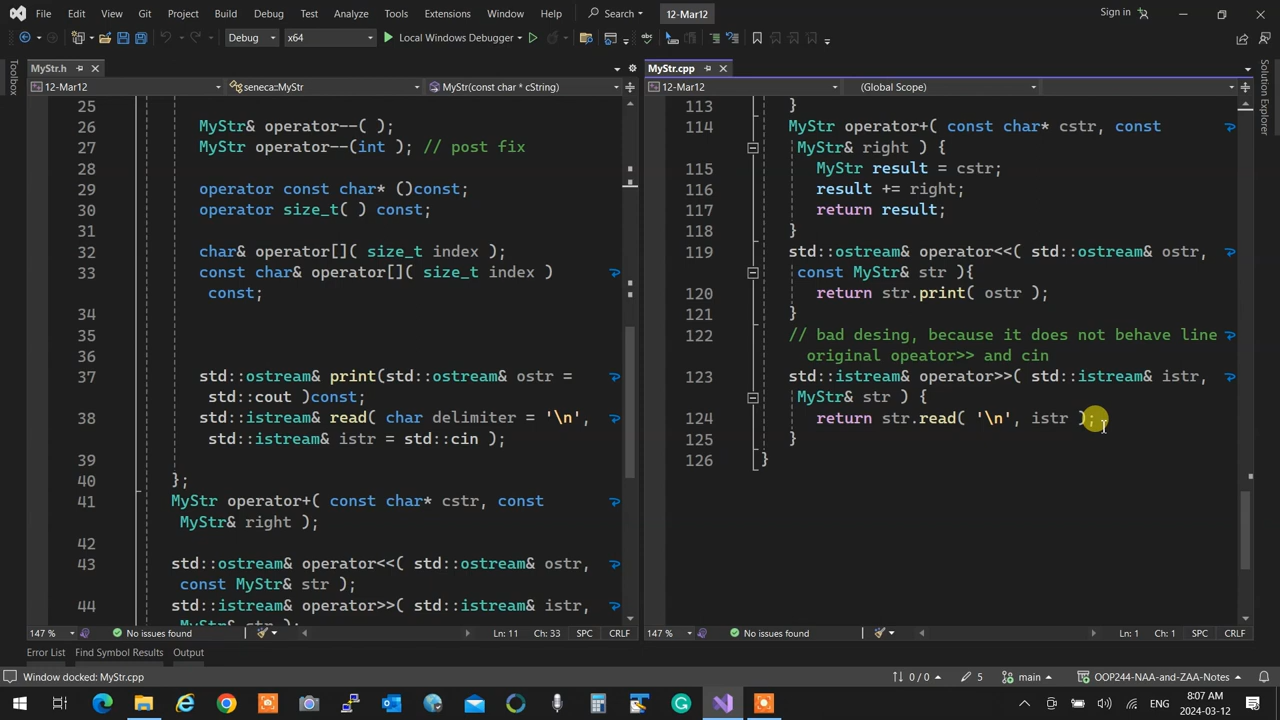 File Edit View Git Project Build Debug Test Analyze Tools Extensions Window Help Search 12-Mar12 Sign in
Debug x64 Local Windows Debugger
Toolbox
MyStr.h
12-Mar12 seneca::MyStr MyStr(const char * cString)
25
26 MyStr& operator--( );
27 MyStr operator--(int ); // post fix
28
29 operator const char* ()const;
30 operator size_t( ) const;
31
32 char& operator[]( size_t index );
33 const char& operator[]( size_t index )
const;
34
35
36
37 std::ostream& print(std::ostream& ostr =
std::cout )const;
38 std::istream& read( char delimiter = '\n',
std::istream& istr = std::cin );
39
40 };
41 MyStr operator+( const char* cstr, const
MyStr& right );
42
43 std::ostream& operator<<( std::ostream& ostr,
const MyStr& str );
44 std::istream& operator>>( std::istream& istr,
MyStr& str );
147 % No issues found Ln: 11 Ch: 33 SPC CRLF
MyStr.cpp
12-Mar12 (Global Scope)
113 }
114 MyStr operator+( const char* cstr, const
MyStr& right ) {
115 MyStr result = cstr;
116 result += right;
117 return result;
118 }
119 std::ostream& operator<<( std::ostream& ostr,
const MyStr& str ){
120 return str.print( ostr );
121 }
122 // bad desing, because it does not behave line
original opeator>> and cin
123 std::istream& operator>>( std::istream& istr,
MyStr& str ) {
124 return str.read( '\n', istr );
125 }
126 }
147 % No issues found Ln: 1 Ch: 1 SPC CRLF
Solution Explorer
Error List Find Symbol Results Output
Window docked: MyStr.cpp 0 / 0 5 main OOP244-NAA-and-ZAA-Notes
ENG 8:07 AM
2024-03-12